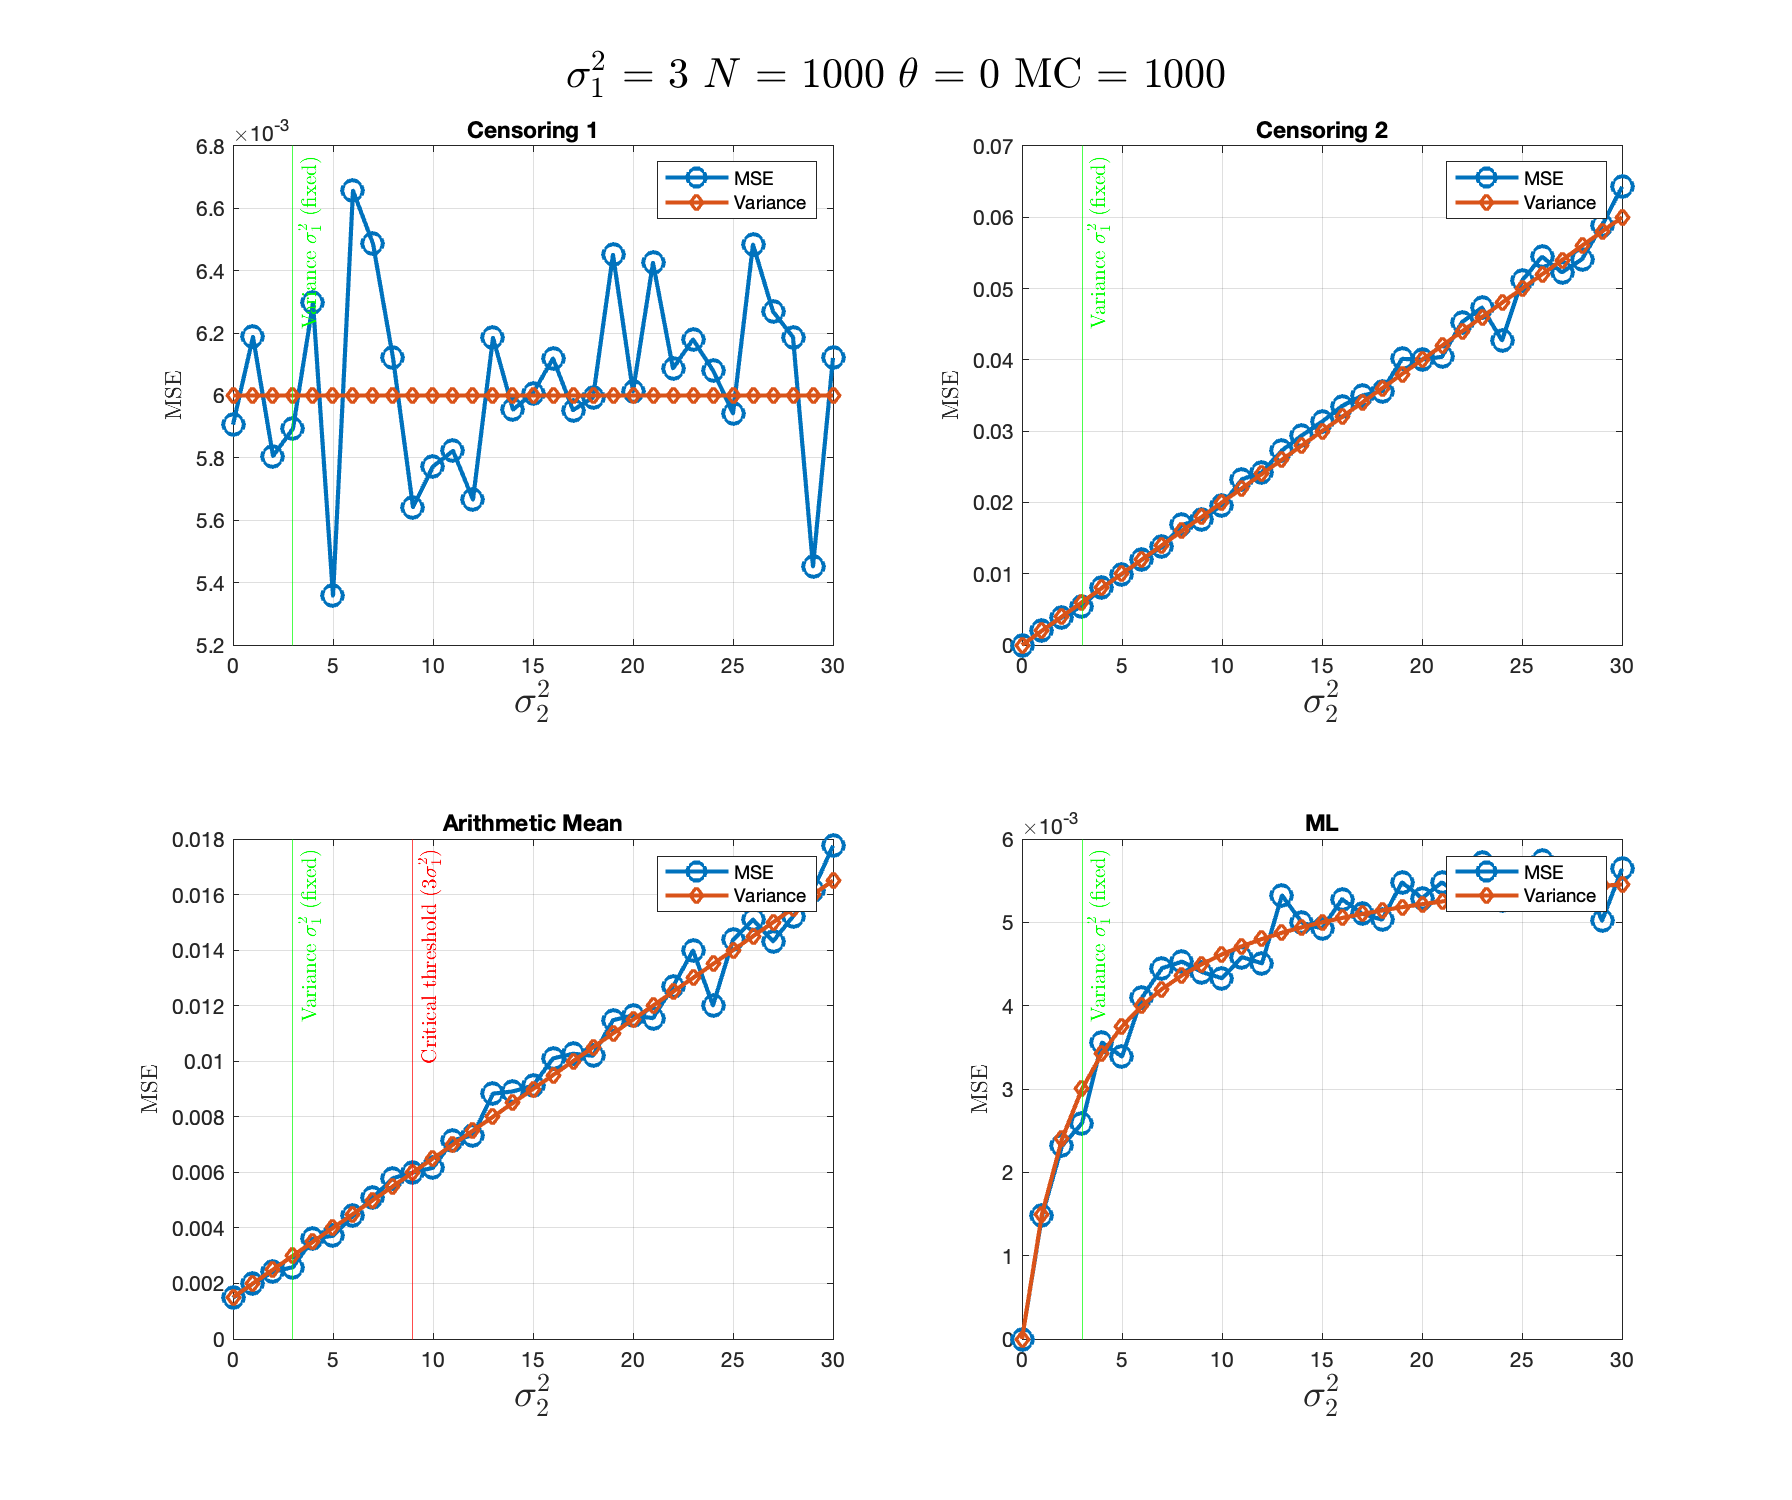 σ₁² = 3 N = 1000 θ = 0 MC = 1000
Censoring 1
×10⁻³
6.8
6.6
6.4
6.2
6
5.8
5.6
5.4
5.2
MSE
0 5 10 15 20 25 30
σ₂²
Variance σ₁² (fixed)
MSE
Variance
Censoring 2
0.07
0.06
0.05
0.04
0.03
0.02
0.01
0
MSE
0 5 10 15 20 25 30
σ₂²
Variance σ₁² (fixed)
MSE
Variance
Arithmetic Mean
0.018
0.016
0.014
0.012
0.01
0.008
0.006
0.004
0.002
0
MSE
0 5 10 15 20 25 30
σ₂²
Variance σ₁² (fixed)
Critical threshold (3σ₁²)
MSE
Variance
ML
×10⁻³
6
5
4
3
2
1
0
MSE
0 5 10 15 20 25 30
σ₂²
Variance σ₁² (fixed)
MSE
Variance